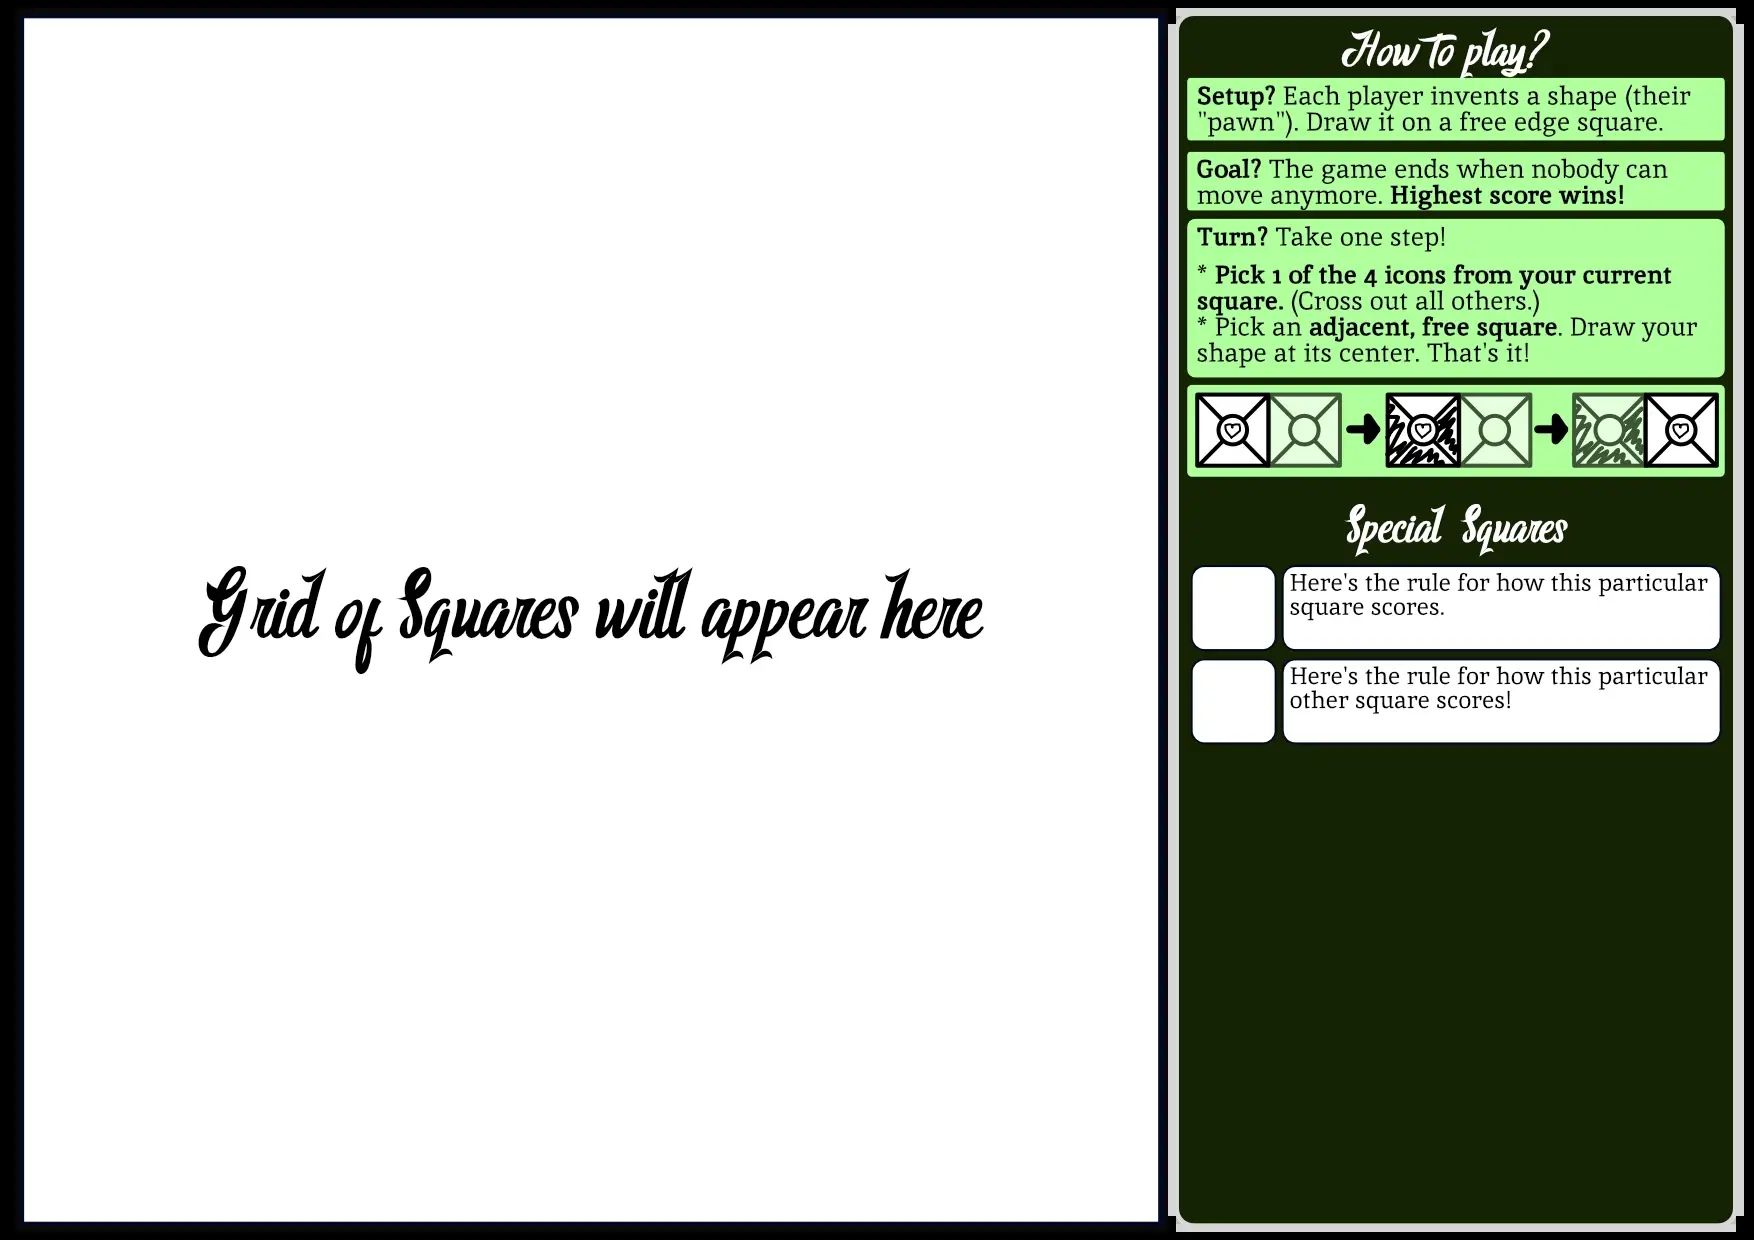 Grid of Squares will appear here
How to play?
Setup? Each player invents a shape (their
"pawn"). Draw it on a free edge square.
Goal? The game ends when nobody can
move anymore. Highest score wins!
Turn? Take one step!
* Pick 1 of the 4 icons from your current
square. (Cross out all others.)
* Pick an adjacent, free square. Draw your
shape at its center. That's it!
Special Squares
Here's the rule for how this particular
square scores.
Here's the rule for how this particular
other square scores!